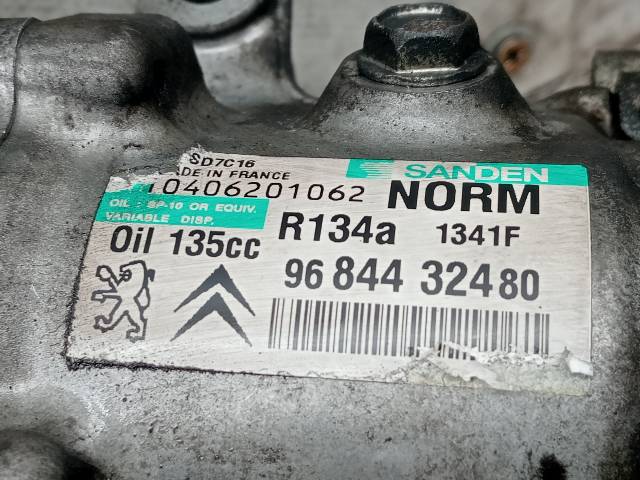 SD7C16
MADE IN FRANCE
SANDEN
10406201062 NORM
OIL : SP-10 OR EQUIV.
VARIABLE DISP.
R134a 1341F
Oil 135cc
96 844 324 80